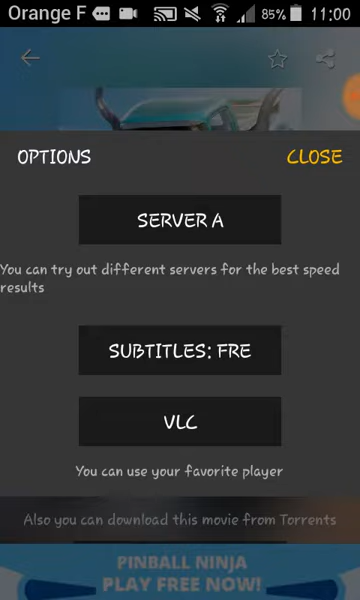 Orange F 85% 11:00
OPTIONS CLOSE
SERVER A
You can try out different servers for the best speed
results
SUBTITLES: FRE
VLC
You can use your favorite player
Also you can download this movie from Torrents
PINBALL NINJA
PLAY FREE NOW!